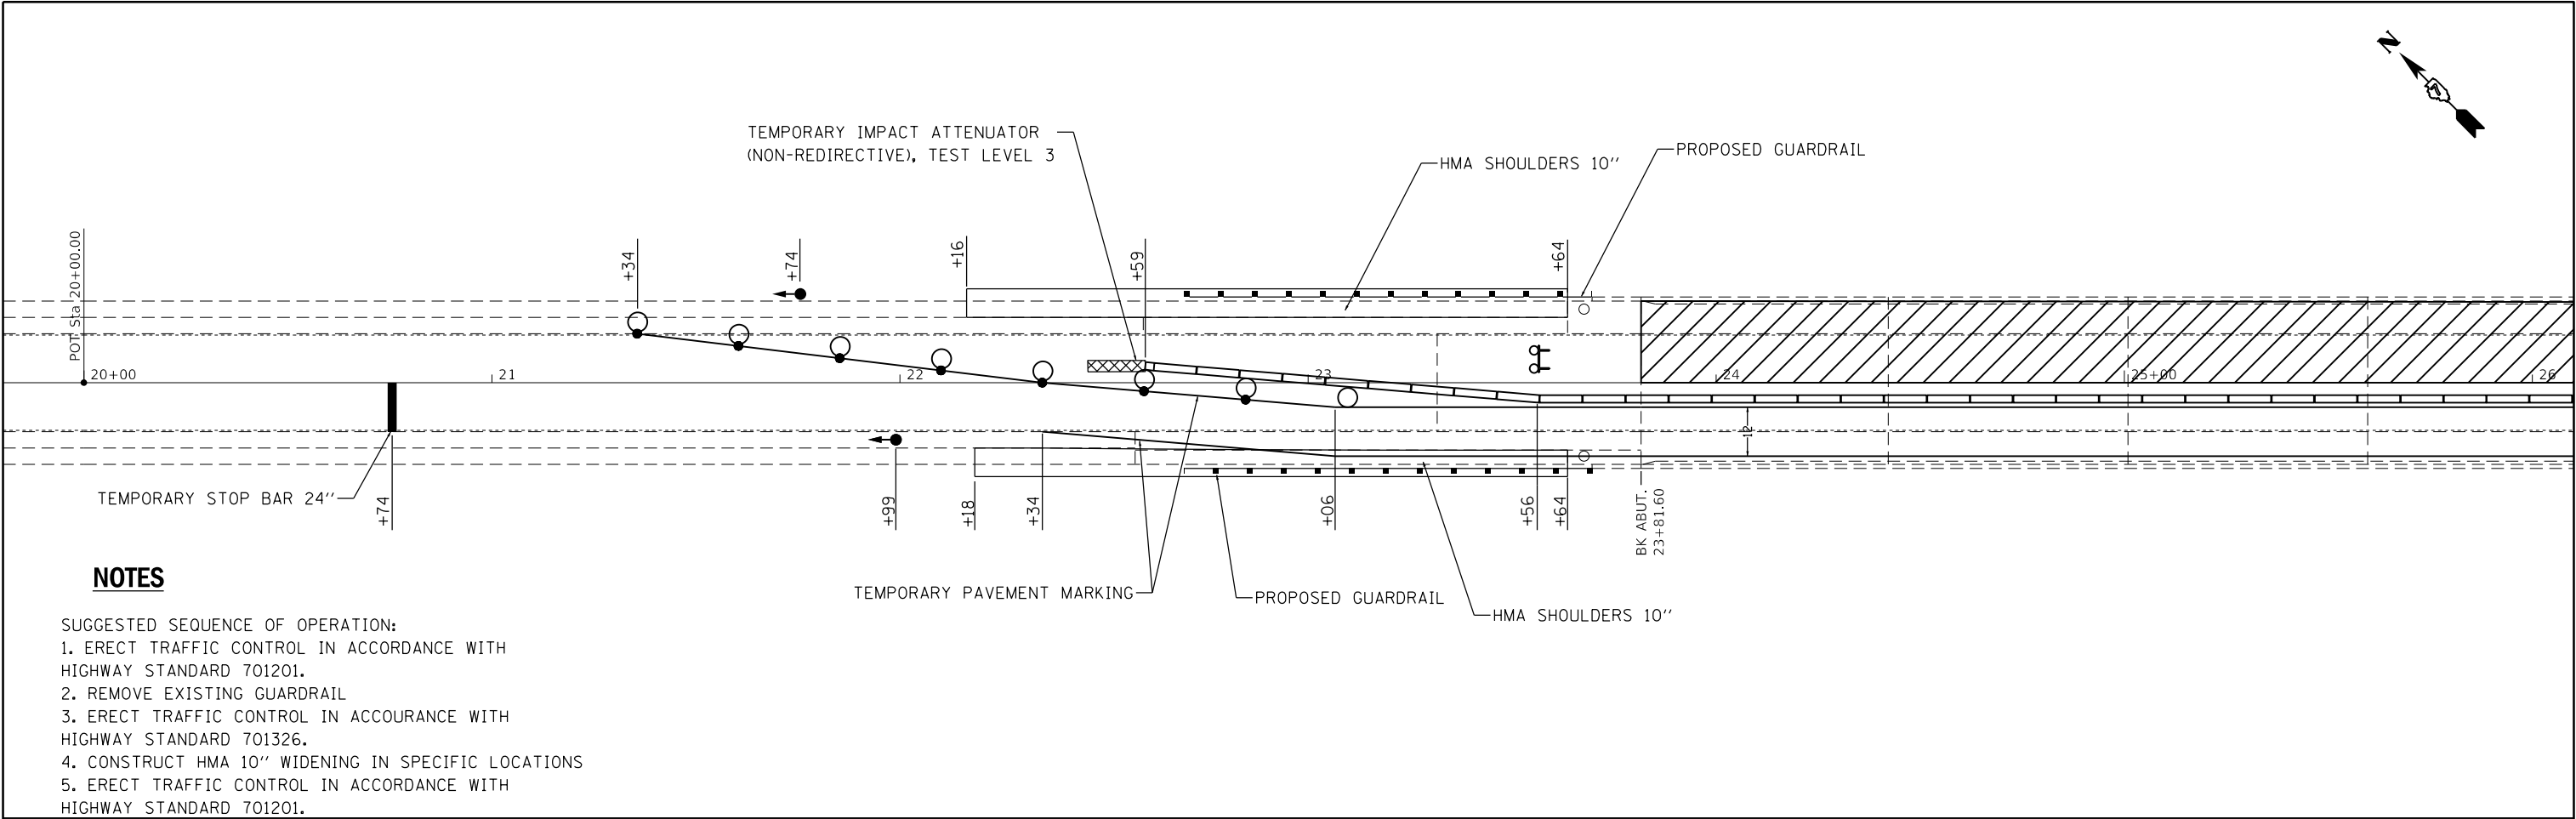 N
TEMPORARY IMPACT ATTENUATOR
(NON-REDIRECTIVE), TEST LEVEL 3
HMA SHOULDERS 10''
PROPOSED GUARDRAIL
POT Sta 20+00.00
+34
+74
+16
+59
+64
20+00
21
22
23
24
25+00
26
12
TEMPORARY STOP BAR 24''
+74
+99
+18
+34
+06
+56
+64
BK ABUT.
23+81.60
TEMPORARY PAVEMENT MARKING
PROPOSED GUARDRAIL
HMA SHOULDERS 10''
NOTES
SUGGESTED SEQUENCE OF OPERATION:
1. ERECT TRAFFIC CONTROL IN ACCORDANCE WITH
HIGHWAY STANDARD 701201.
2. REMOVE EXISTING GUARDRAIL
3. ERECT TRAFFIC CONTROL IN ACCOURANCE WITH
HIGHWAY STANDARD 701326.
4. CONSTRUCT HMA 10'' WIDENING IN SPECIFIC LOCATIONS
5. ERECT TRAFFIC CONTROL IN ACCORDANCE WITH
HIGHWAY STANDARD 701201.